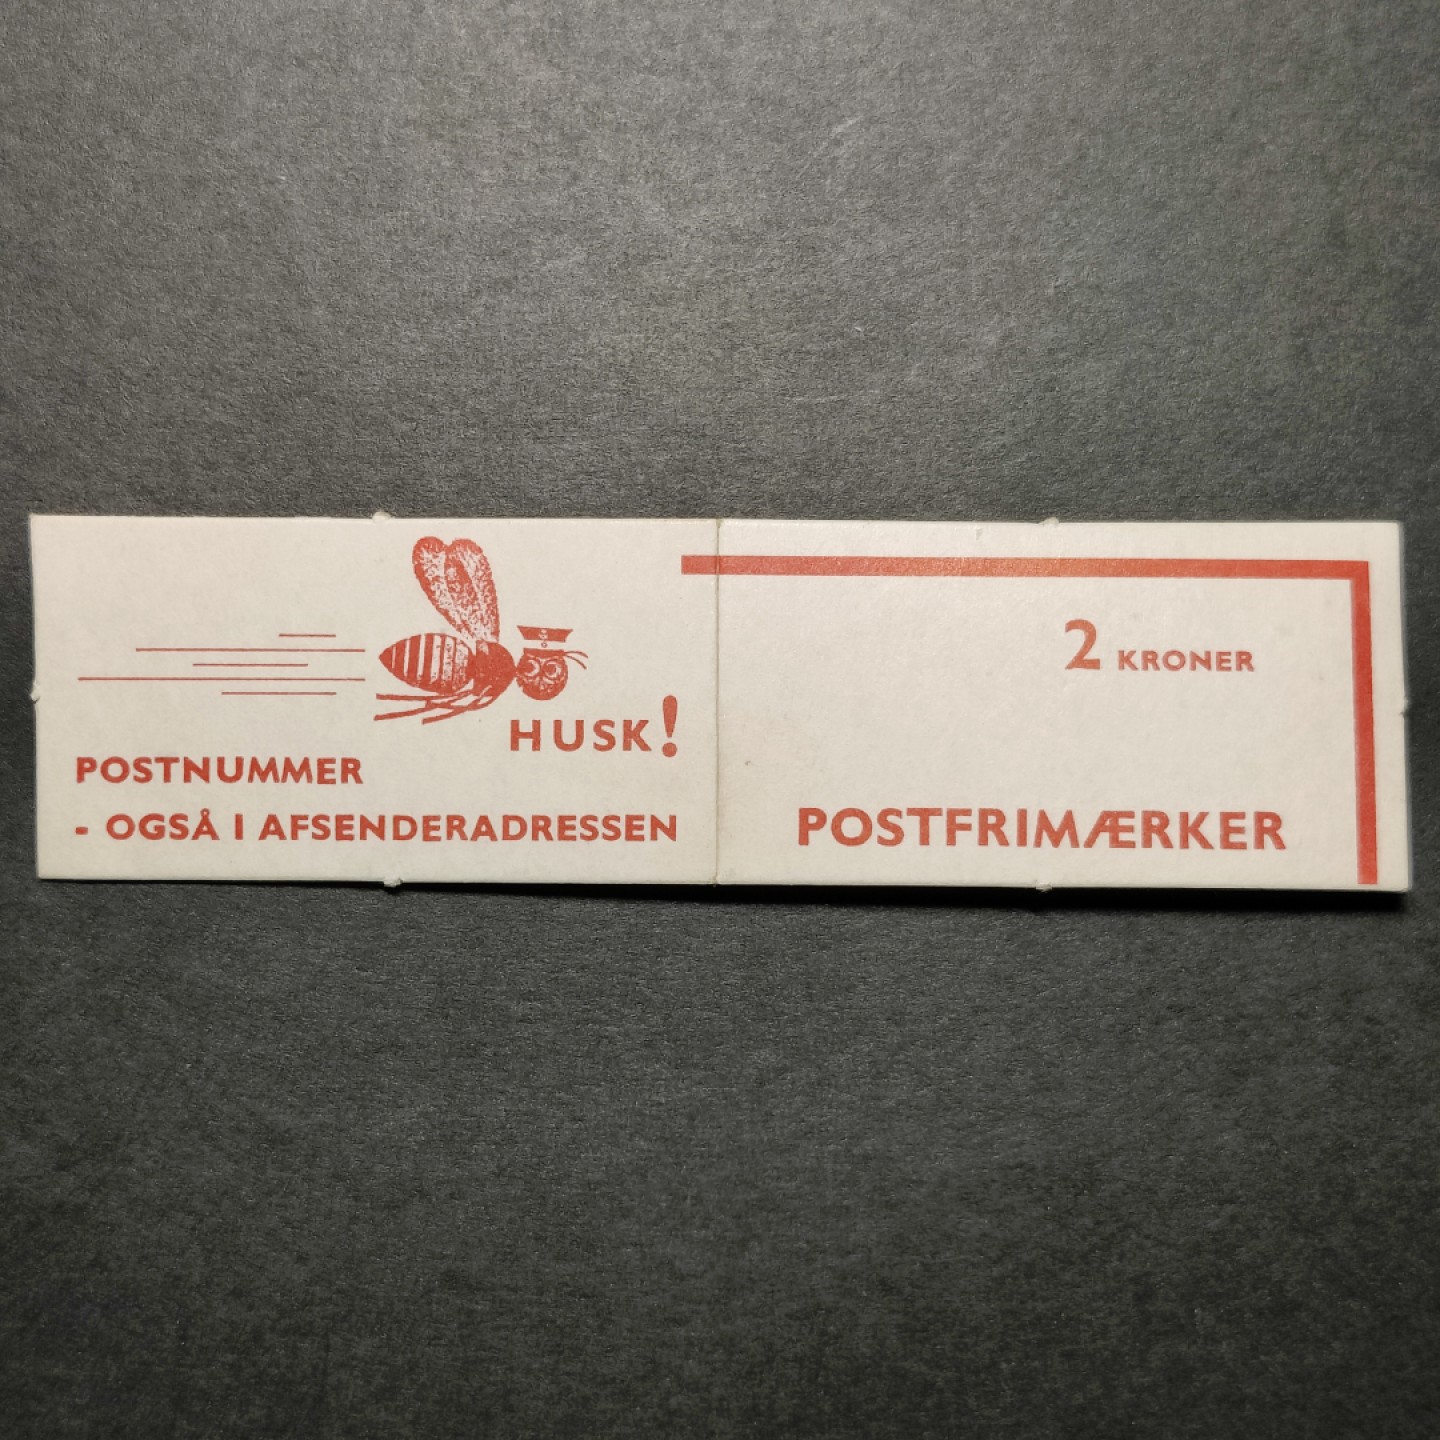 HUSK!
POSTNUMMER
- OGSÅ I AFSENDERADRESSEN
2 KRONER
POSTFRIMÆRKER